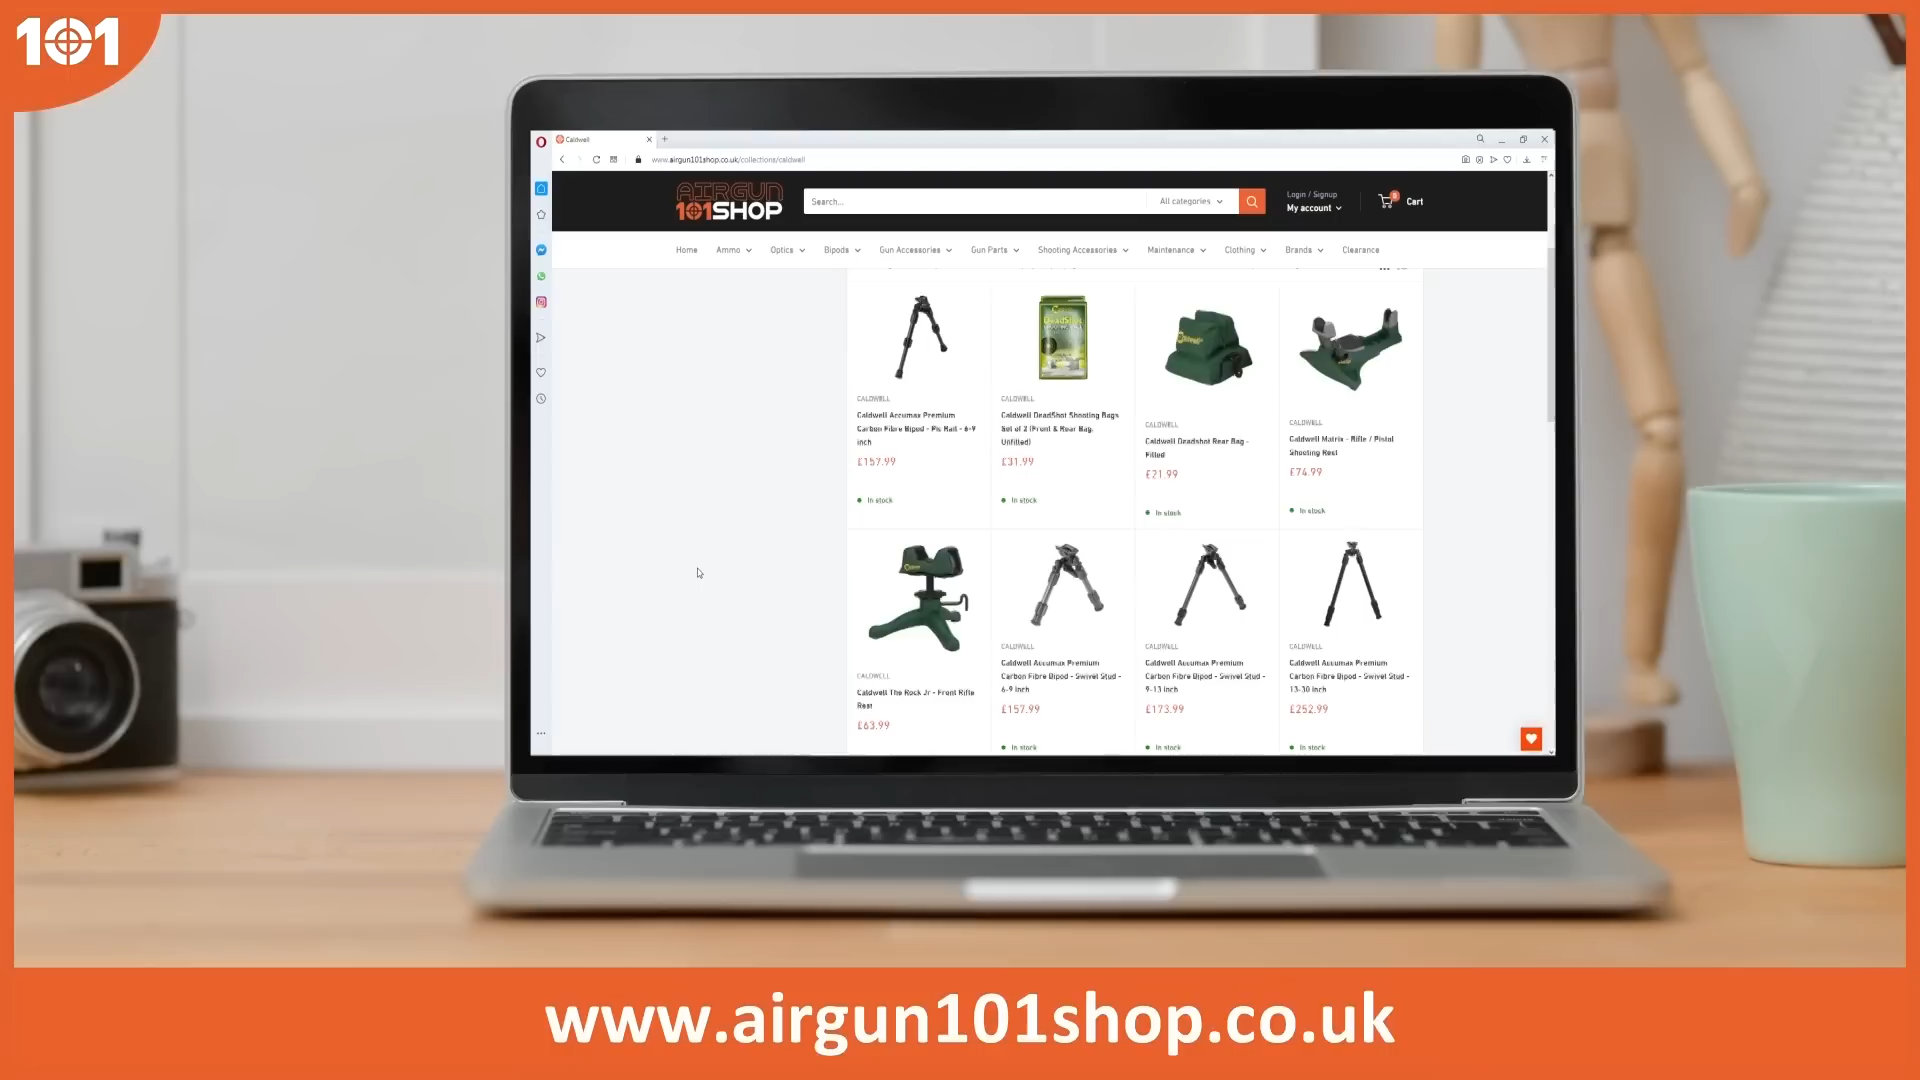 101
Caldwell
www.airgun101shop.co.uk/collections/caldwell
AIRGUN
101SHOP
Search...
All categories
Login / Signup
My account
0
Cart
Home
Ammo
Optics
Bipods
Gun Accessories
Gun Parts
Shooting Accessories
Maintenance
Clothing
Brands
Clearance
CALDWELL
Caldwell Accumax Premium
Carbon Fibre Bipod - Pic Rail - 6-9
inch
£157.99
In stock
DeadShot
CALDWELL
Caldwell DeadShot Shooting Bags
Set of 2 (Front & Rear Bag,
Unfilled)
£31.99
In stock
CALDWELL
Caldwell Deadshot Rear Bag -
Filled
£21.99
In stock
CALDWELL
Caldwell Matrix - Rifle / Pistol
Shooting Rest
£74.99
In stock
CALDWELL
Caldwell The Rock Jr - Front Rifle
Rest
£63.99
CALDWELL
Caldwell Accumax Premium
Carbon Fibre Bipod - Swivel Stud -
6-9 inch
£157.99
In stock
CALDWELL
Caldwell Accumax Premium
Carbon Fibre Bipod - Swivel Stud -
9-13 inch
£173.99
In stock
CALDWELL
Caldwell Accumax Premium
Carbon Fibre Bipod - Swivel Stud -
13-30 inch
£252.99
In stock
www.airgun101shop.co.uk